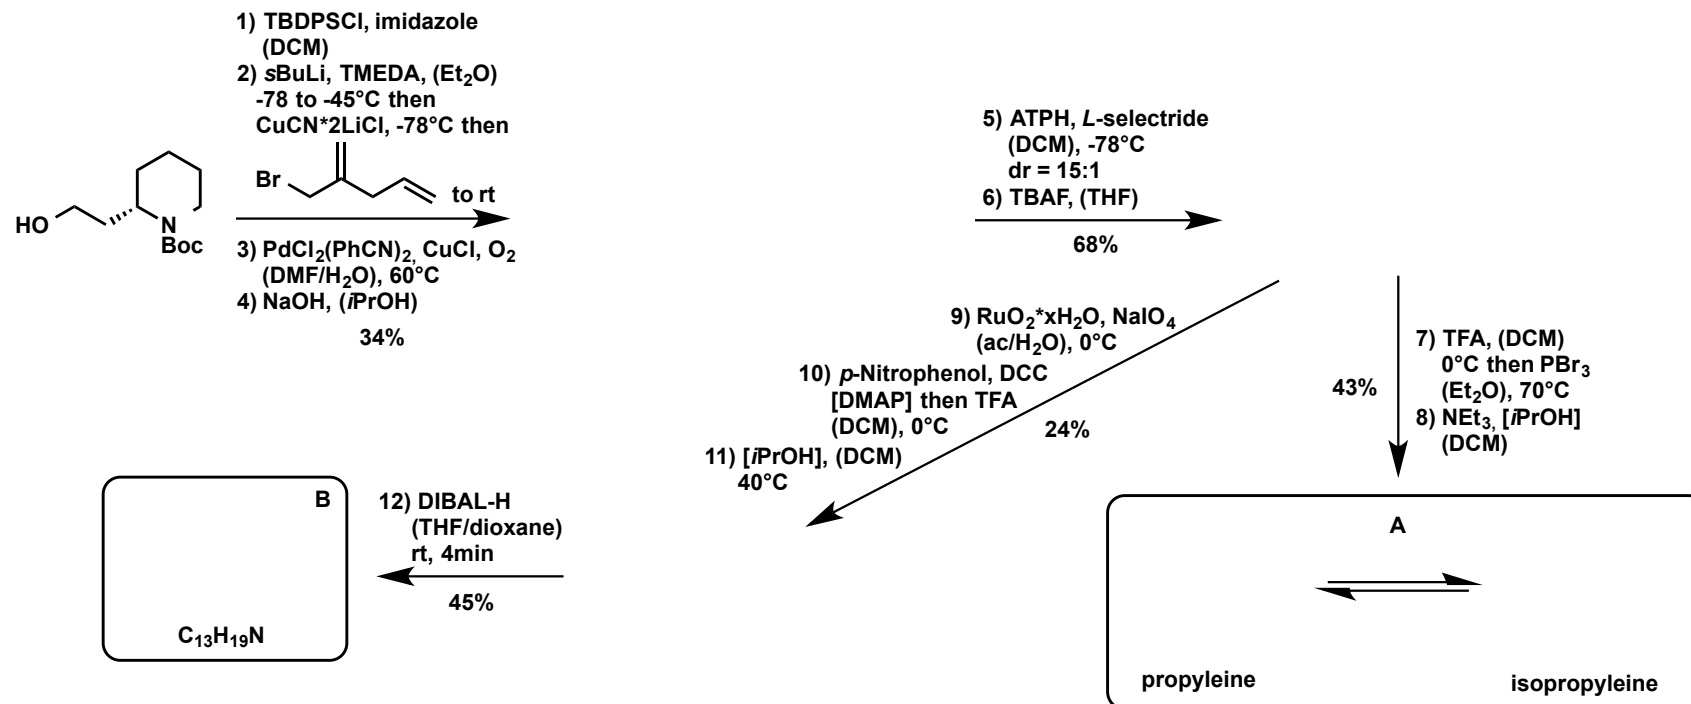 1) TBDPSCl, imidazole
(DCM)
2) sBuLi, TMEDA, (Et₂O)
-78 to -45°C then
CuCN*2LiCl, -78°C then
Br
to rt
HO
N
Boc
3) PdCl₂(PhCN)₂, CuCl, O₂
(DMF/H₂O), 60°C
4) NaOH, (iPrOH)
34%
5) ATPH, L-selectride
(DCM), -78°C
dr = 15:1
6) TBAF, (THF)
68%
9) RuO₂*xH₂O, NaIO₄
(ac/H₂O), 0°C
10) p-Nitrophenol, DCC
[DMAP] then TFA
(DCM), 0°C
24%
11) [iPrOH], (DCM)
40°C
7) TFA, (DCM)
0°C then PBr₃
(Et₂O), 70°C
8) NEt₃, [iPrOH]
(DCM)
43%
B
C₁₃H₁₉N
12) DIBAL-H
(THF/dioxane)
rt, 4min
45%
A
propyleine
isopropyleine